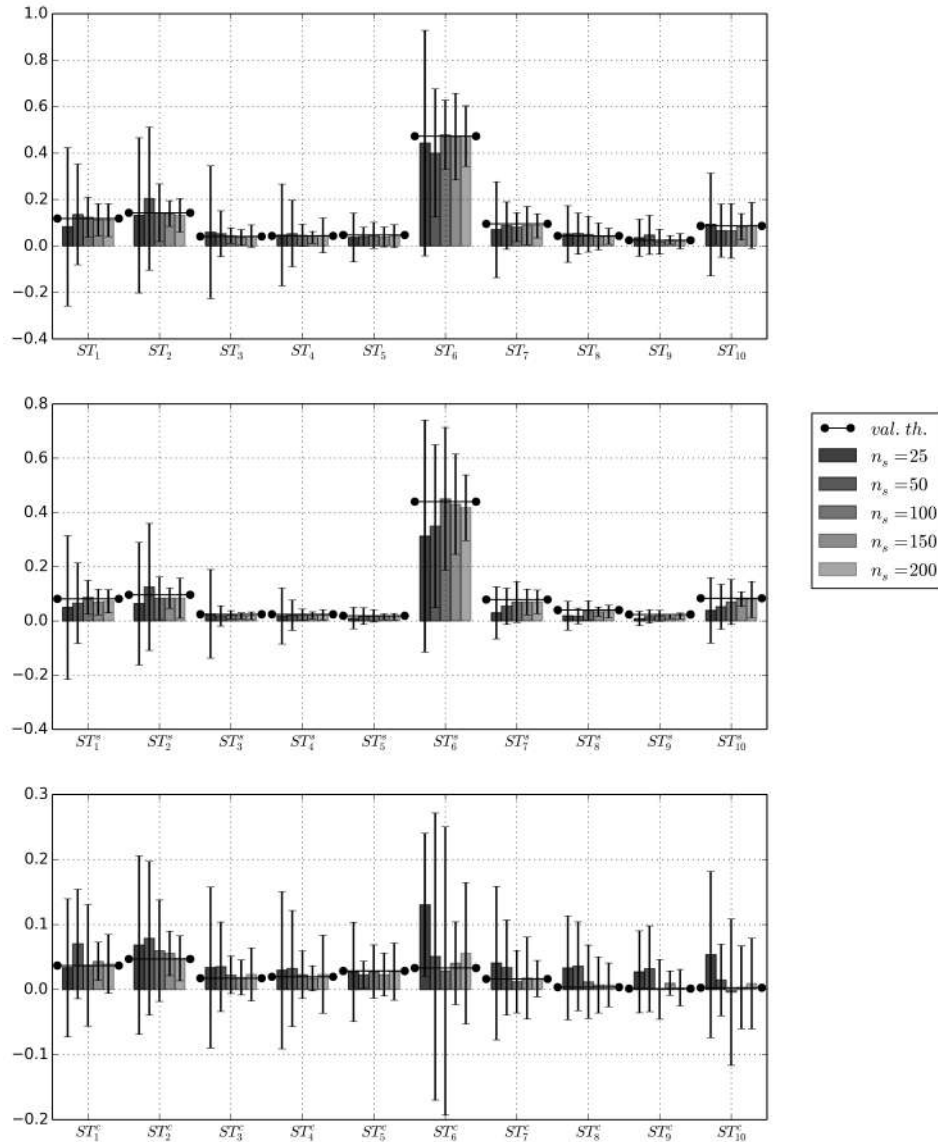 1.0
0.8
0.6
0.4
0.2
0.0
−0.2
−0.4
ST₁ ST₂ ST₃ ST₄ ST₅ ST₆ ST₇ ST₈ ST₉ ST₁₀
0.8
0.6
0.4
0.2
0.0
−0.2
−0.4
ST₁ˢ ST₂ˢ ST₃ˢ ST₄ˢ ST₅ˢ ST₆ˢ ST₇ˢ ST₈ˢ ST₉ˢ ST₁₀ˢ
val. th.
nₛ =25
nₛ =50
nₛ =100
nₛ =150
nₛ =200
0.3
0.2
0.1
0.0
−0.1
−0.2
ST₁ᶜ ST₂ᶜ ST₃ᶜ ST₄ᶜ ST₅ᶜ ST₆ᶜ ST₇ᶜ ST₈ᶜ ST₉ᶜ ST₁₀ᶜ